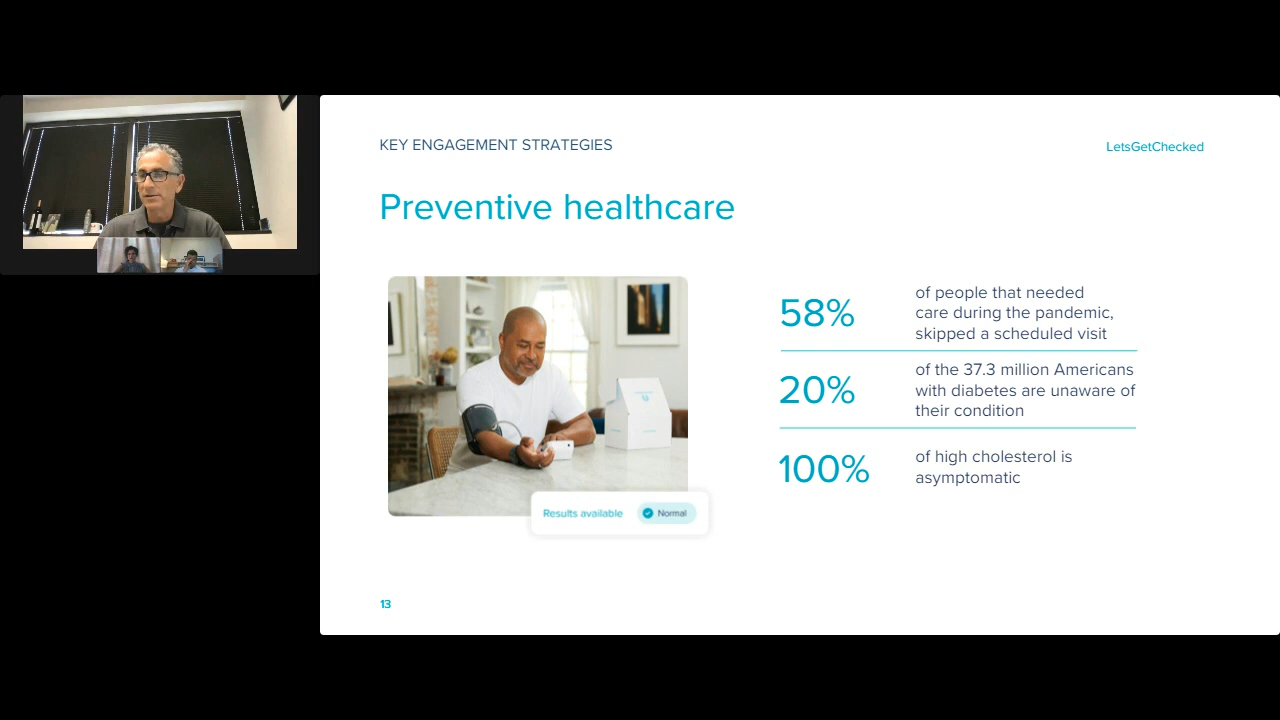 KEY ENGAGEMENT STRATEGIES
LetsGetChecked
Preventive healthcare
58%
of people that needed
care during the pandemic,
skipped a scheduled visit
20%
of the 37.3 million Americans
with diabetes are unaware of
their condition
100%
of high cholesterol is
asymptomatic
Results available
Normal
13